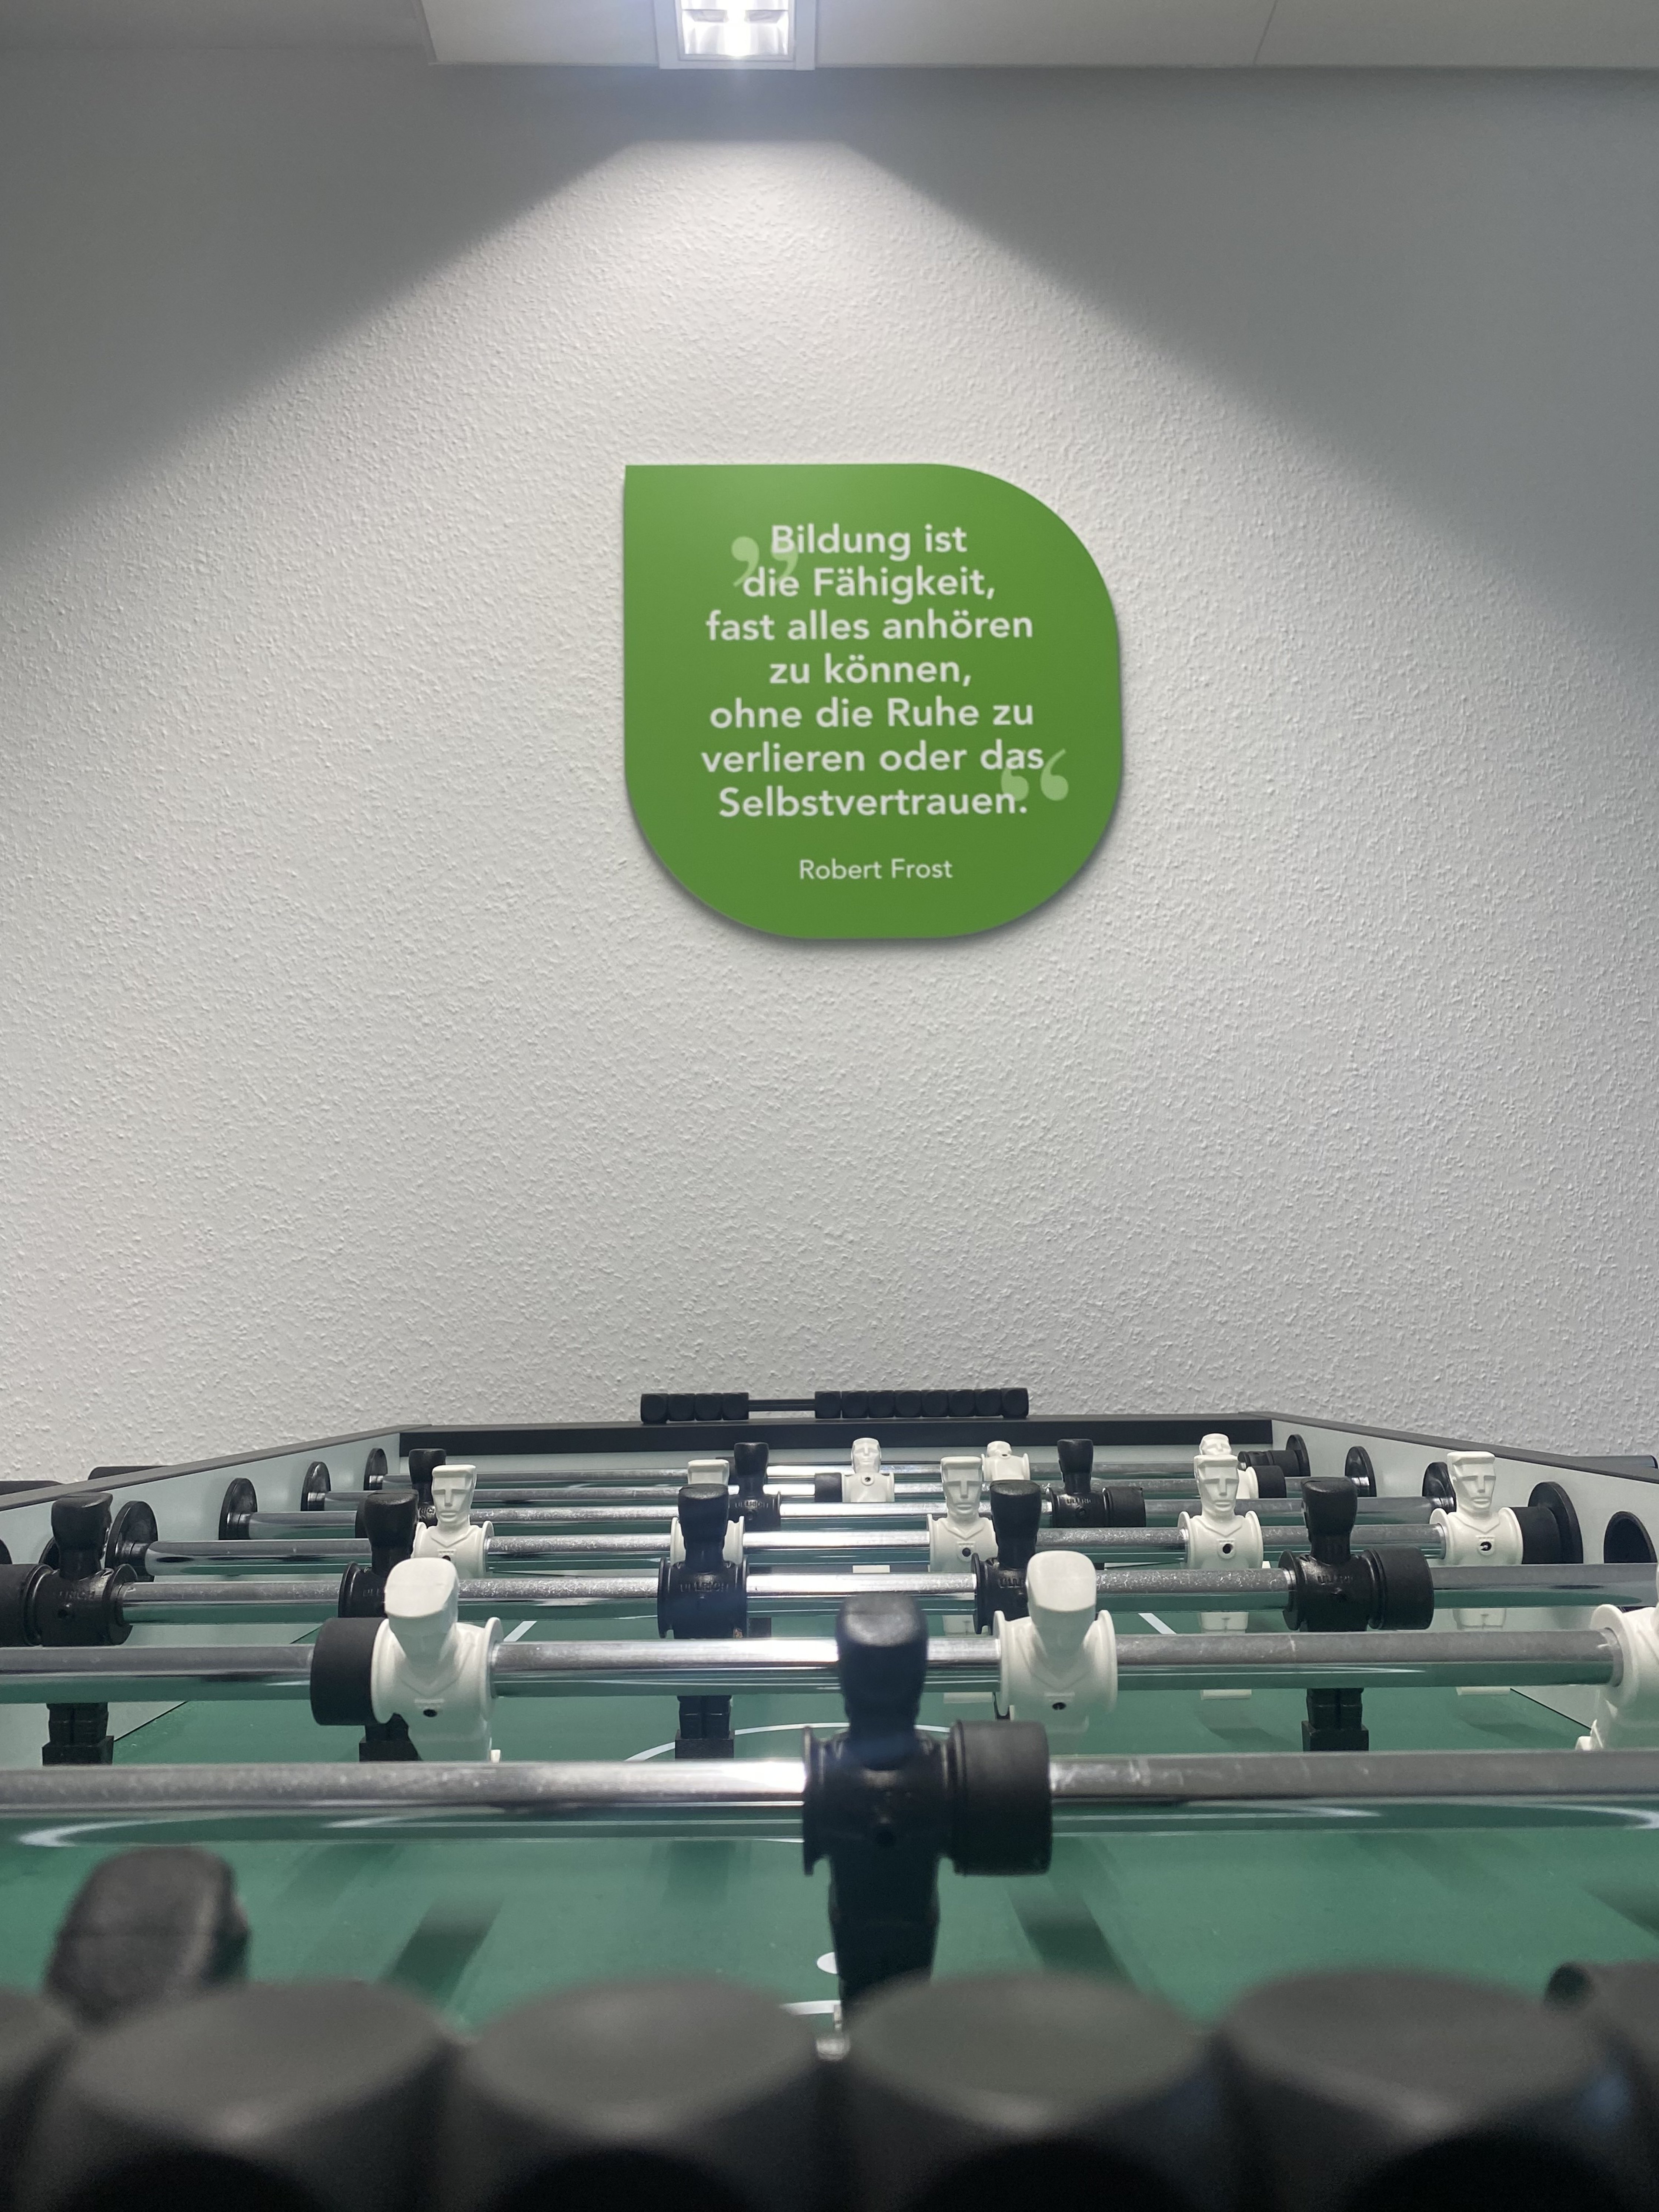 „Bildung ist
die Fähigkeit,
fast alles anhören
zu können,
ohne die Ruhe zu
verlieren oder das
Selbstvertrauen.“
Robert Frost